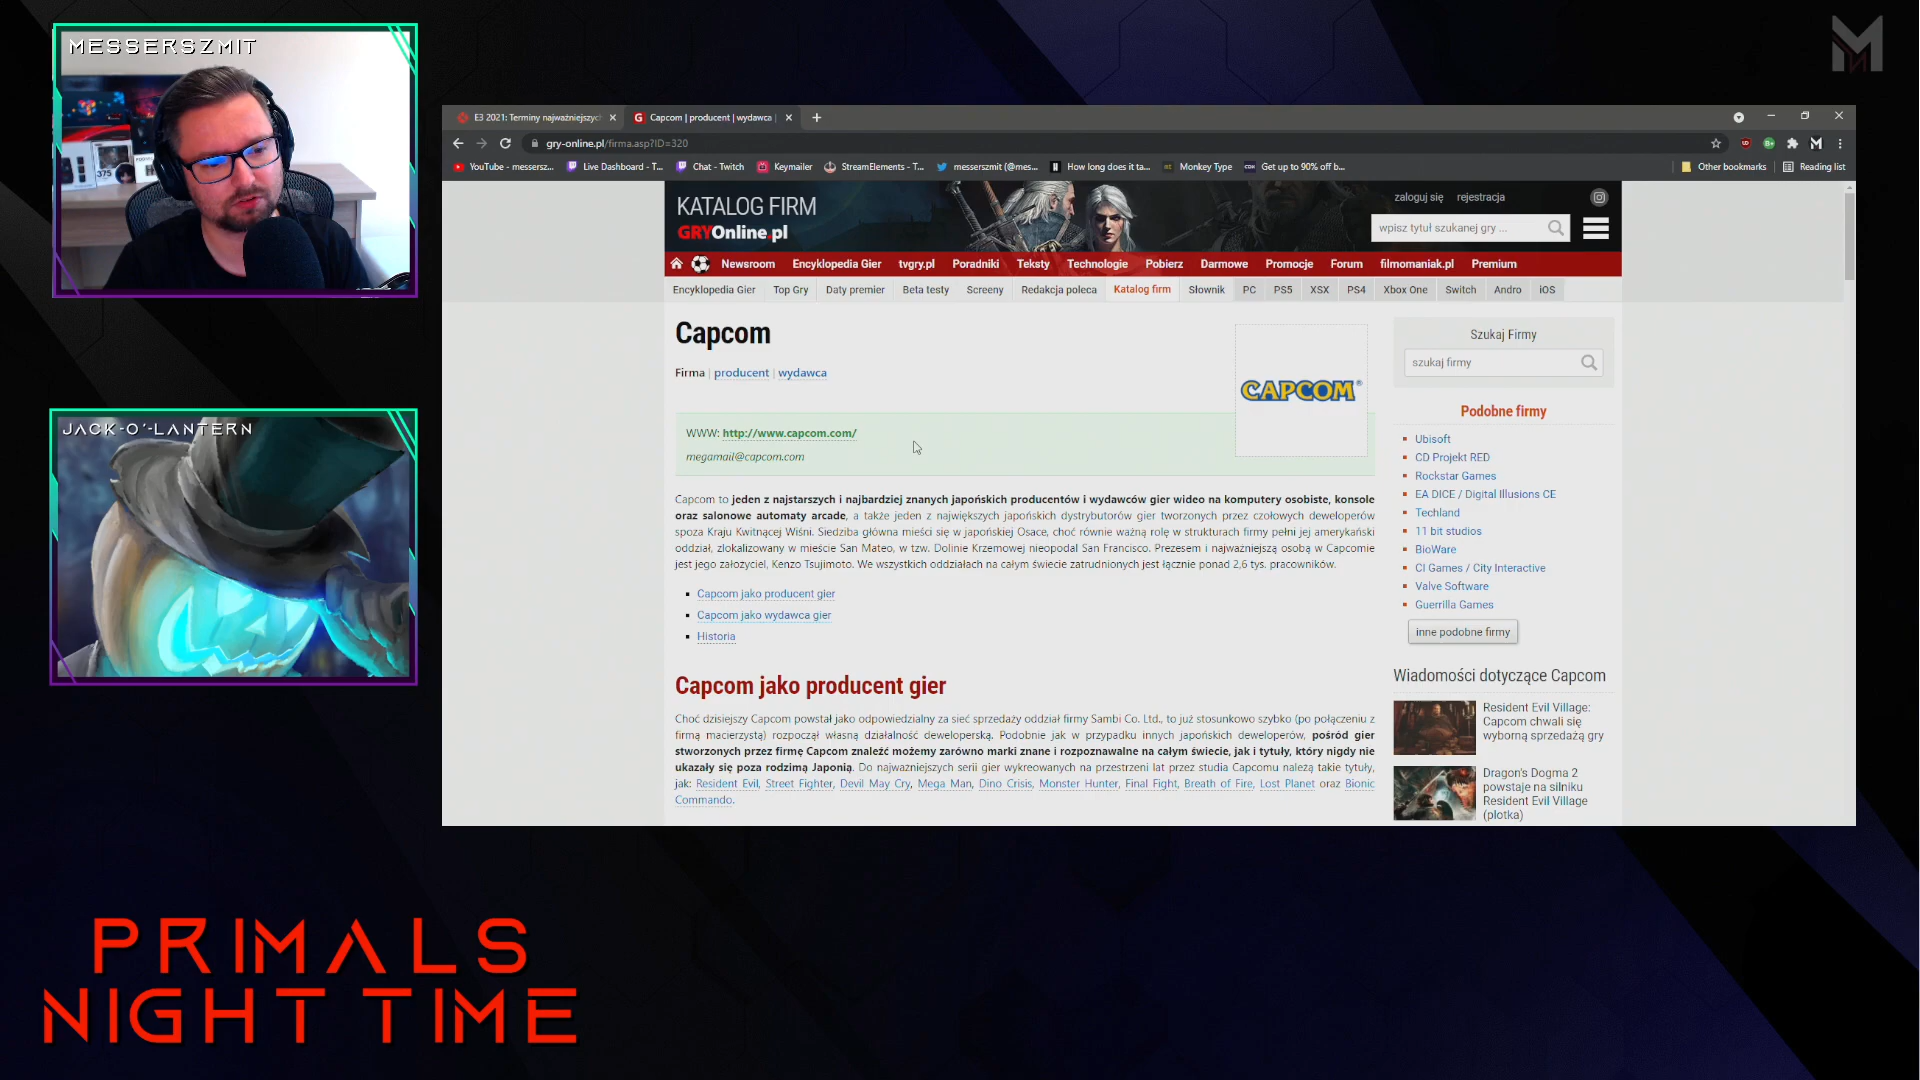 MESSERSZMIT
JACK-O'-LANTERN
PRIMALS
NIGHT TIME
E3 2021: Terminy najważniejszych
Capcom | producent | wydawca |
gry-online.pl/firma.asp?ID=320
YouTube - messersz...
Live Dashboard - T...
Chat - Twitch
Keymailer
StreamElements - T...
messerszmit (@mes...
How long does it ta...
Monkey Type
Get up to 90% off b...
Other bookmarks
Reading list
KATALOG FIRM
GRYOnline.pl
zaloguj się rejestracja
wpisz tytuł szukanej gry ...
Newsroom Encyklopedia Gier tvgry.pl Poradniki Teksty Technologie Pobierz Darmowe Promocje Forum filmomaniak.pl Premium
Encyklopedia Gier Top Gry Daty premier Beta testy Screeny Redakcja poleca Katalog firm Słownik PC PS5 XSX PS4 Xbox One Switch Andro iOS
Capcom
Firma | producent | wydawca
CAPCOM®
WWW: http://www.capcom.com/
megamail@capcom.com
Capcom to jeden z najstarszych i najbardziej znanych japońskich producentów i wydawców gier wideo na komputery osobiste, konsole
oraz salonowe automaty arcade, a także jeden z największych japońskich dystrybutorów gier tworzonych przez czołowych deweloperów
spoza Kraju Kwitnącej Wiśni. Siedziba główna mieści się w japońskiej Osace, choć równie ważną rolę w strukturach firmy pełni jej amerykański
oddział, zlokalizowany w mieście San Mateo, w tzw. Dolinie Krzemowej nieopodal San Francisco. Prezesem i najważniejszą osobą w Capcomie
jest jego założyciel, Kenzo Tsujimoto. We wszystkich oddziałach na całym świecie zatrudnionych jest łącznie ponad 2,6 tys. pracowników.
Capcom jako producent gier
Capcom jako wydawca gier
Historia
Capcom jako producent gier
Choć dzisiejszy Capcom powstał jako odpowiedzialny za sieć sprzedaży oddział firmy Sambi Co. Ltd., to już stosunkowo szybko (po połączeniu z
firmą macierzystą) rozpoczął własną działalność deweloperską. Podobnie jak w przypadku innych japońskich deweloperów, pośród gier
stworzonych przez firmę Capcom znaleźć możemy zarówno marki znane i rozpoznawalne na całym świecie, jak i tytuły, który nigdy nie
ukazały się poza rodzimą Japonią. Do najważniejszych serii gier wykreowanych na przestrzeni lat przez studia Capcomu należą takie tytuły,
jak: Resident Evil, Street Fighter, Devil May Cry, Mega Man, Dino Crisis, Monster Hunter, Final Fight, Breath of Fire, Lost Planet oraz Bionic
Commando.
Szukaj Firmy
szukaj firmy
Podobne firmy
Ubisoft
CD Projekt RED
Rockstar Games
EA DICE / Digital Illusions CE
Techland
11 bit studios
BioWare
CI Games / City Interactive
Valve Software
Guerrilla Games
inne podobne firmy
Wiadomości dotyczące Capcom
Resident Evil Village:
Capcom chwali się
wyborną sprzedażą gry
Dragon's Dogma 2
powstaje na silniku
Resident Evil Village
(plotka)